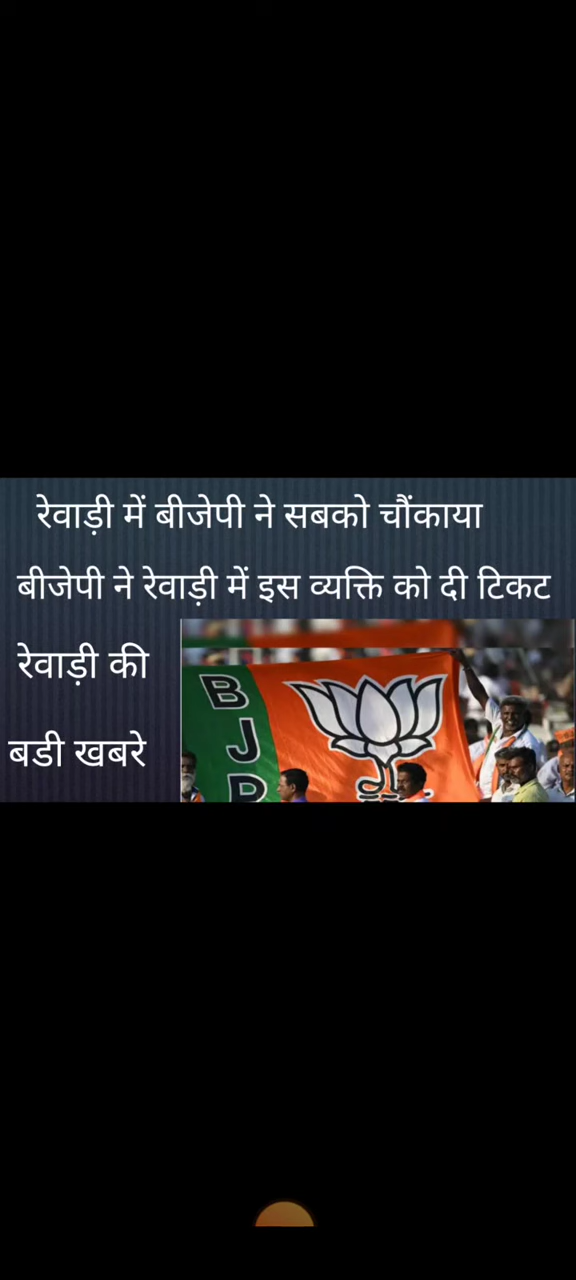 रेवाड़ी में बीजेपी ने सबको चौंकाया
बीजेपी ने रेवाड़ी में इस व्यक्ति को दी टिकट
रेवाड़ी की
बडी खबरे
B
J
P